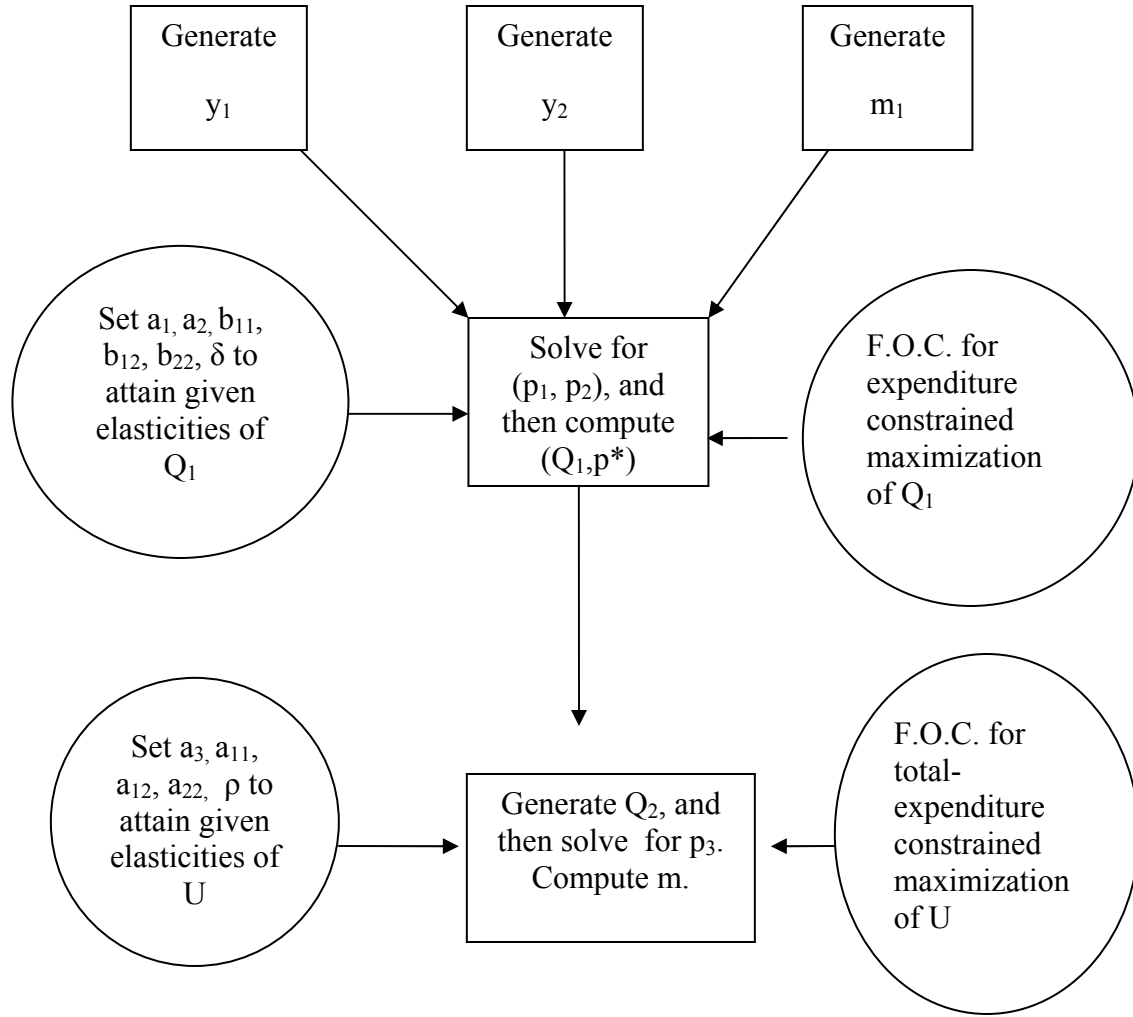 Generate
y₁
Generate
y₂
Generate
m₁
Set a₁, a₂, b₁₁,
b₁₂, b₂₂, δ to
attain given
elasticities of
Q₁
Solve for
(p₁, p₂), and
then compute
(Q₁,p*)
F.O.C. for
expenditure
constrained
maximization
of Q₁
Set a₃, a₁₁,
a₁₂, a₂₂, ρ to
attain given
elasticities of
U
Generate Q₂, and
then solve for p₃.
Compute m.
F.O.C. for
total-
expenditure
constrained
maximization
of U